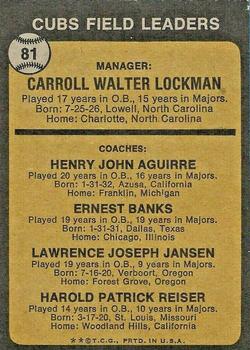 CUBS FIELD LEADERS
81
MANAGER:
CARROLL WALTER LOCKMAN
Played 17 years in O.B., 15 years in Majors.
Born: 7-25-26, Lowell, North Carolina
Home: Charlotte, North Carolina
COACHES:
HENRY JOHN AGUIRRE
Played 20 years in O.B., 16 years in Majors.
Born: 1-31-32, Azusa, California
Home: Franklin, Michigan
ERNEST BANKS
Played 19 years in O.B., 19 years in Majors.
Born: 1-31-31, Dallas, Texas
Home: Chicago, Illinois
LAWRENCE JOSEPH JANSEN
Played 19 years in O.B., 9 years in Majors.
Born: 7-16-20, Verboort, Oregon
Home: Forest Grove, Oregon
HAROLD PATRICK REISER
Played 14 years in O.B., 10 years in Majors.
Born: 3-17-20, St. Louis, Missouri
Home: Woodland Hills, California
**©T.C.G., PRTD. IN U.S.A.